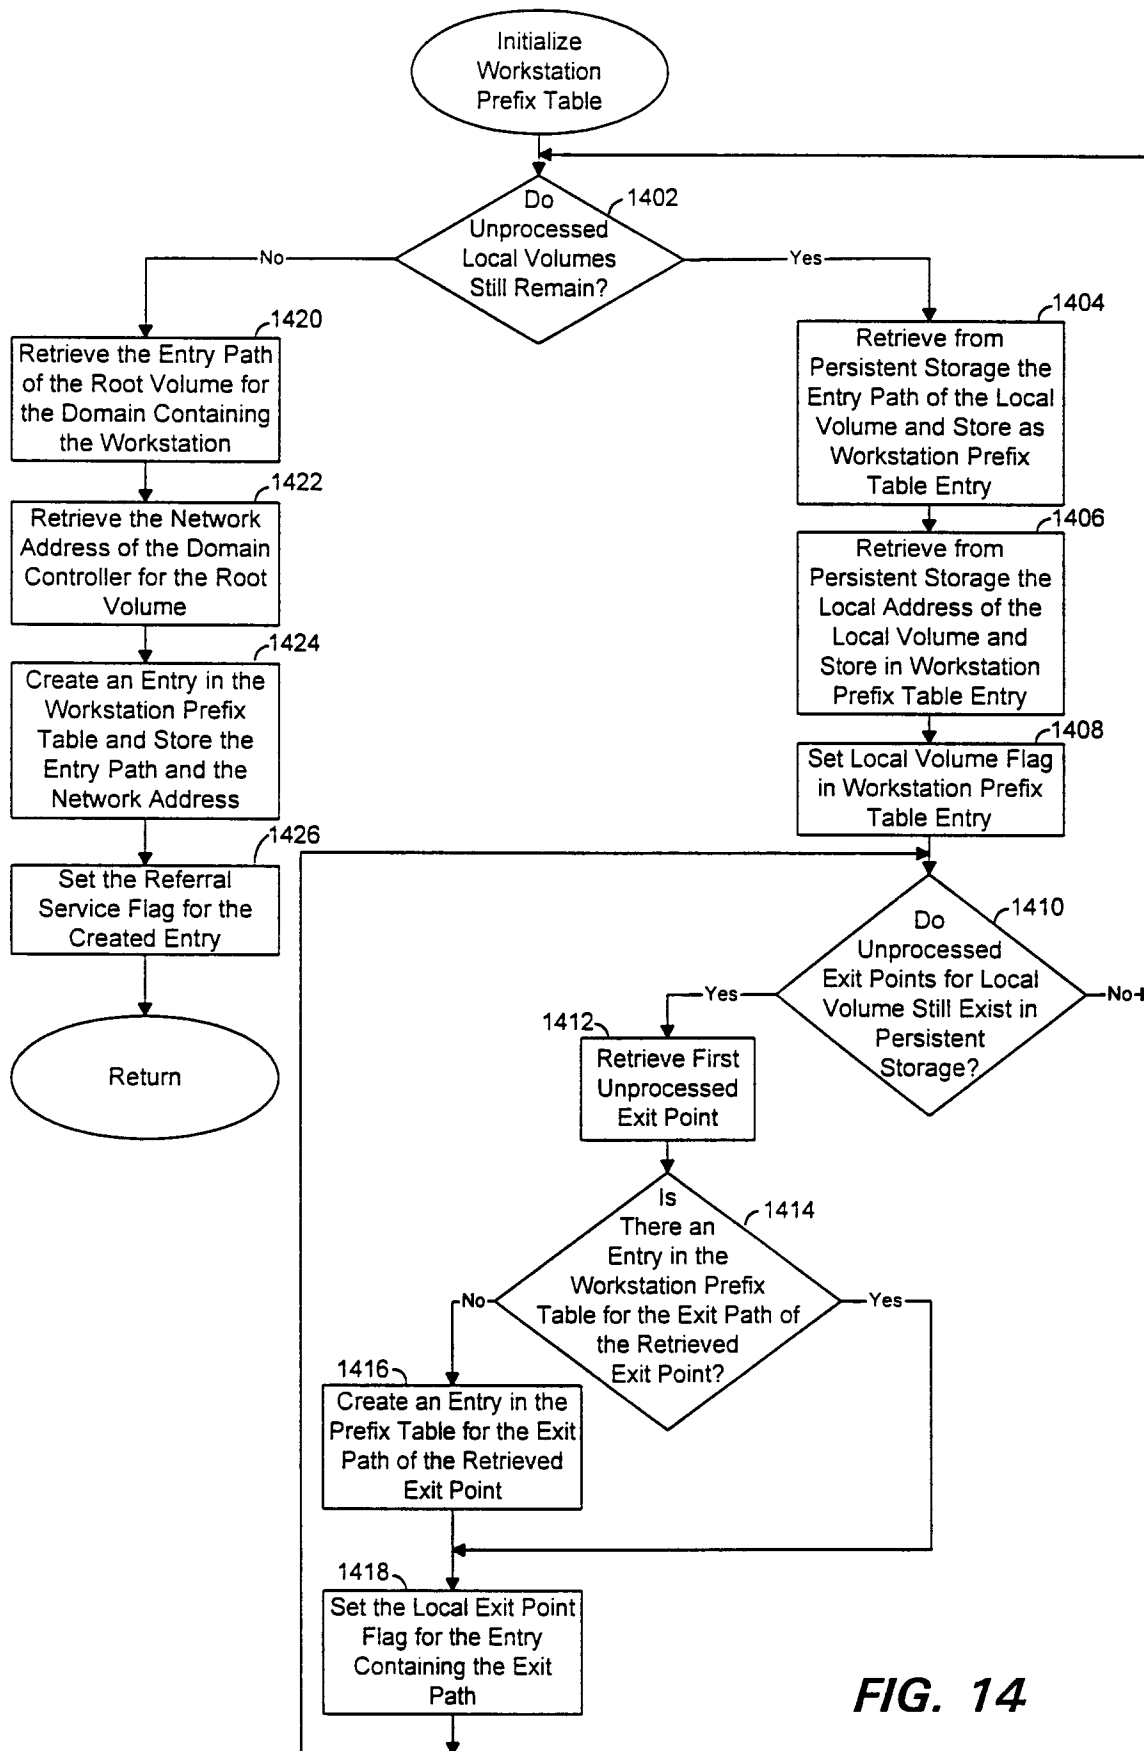 Initialize
Workstation
Prefix Table
Do
Unprocessed
Local Volumes
Still Remain?
1402
No
Yes
1420
Retrieve the Entry Path
of the Root Volume for
the Domain Containing
the Workstation
1422
Retrieve the Network
Address of the Domain
Controller for the Root
Volume
1424
Create an Entry in the
Workstation Prefix
Table and Store the
Entry Path and the
Network Address
1426
Set the Referral
Service Flag for the
Created Entry
Return
1404
Retrieve from
Persistent Storage the
Entry Path of the Local
Volume and Store as
Workstation Prefix
Table Entry
1406
Retrieve from
Persistent Storage the
Local Address of the
Local Volume and
Store in Workstation
Prefix Table Entry
1408
Set Local Volume Flag
in Workstation Prefix
Table Entry
1410
Do
Unprocessed
Exit Points for Local
Volume Still Exist in
Persistent
Storage?
Yes
No
1412
Retrieve First
Unprocessed
Exit Point
1414
Is
There an
Entry in the
Workstation Prefix
Table for the Exit Path of
the Retrieved
Exit Point?
No
Yes
1416
Create an Entry in the
Prefix Table for the Exit
Path of the Retrieved
Exit Point
1418
Set the Local Exit Point
Flag for the Entry
Containing the Exit
Path
FIG. 14